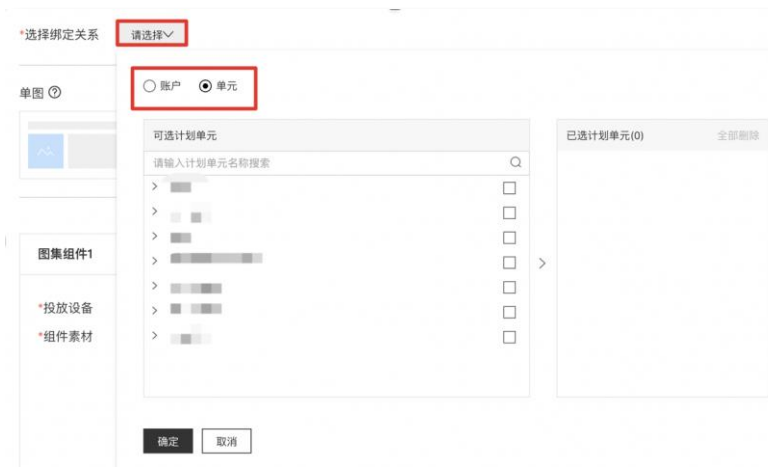 *选择绑定关系 请选择
○ 账户 单元
单图
可选计划单元 已选计划单元(0) 全部删除
请输入计划单元名称搜索
图集组件1
*投放设备
*组件素材
确定 取消